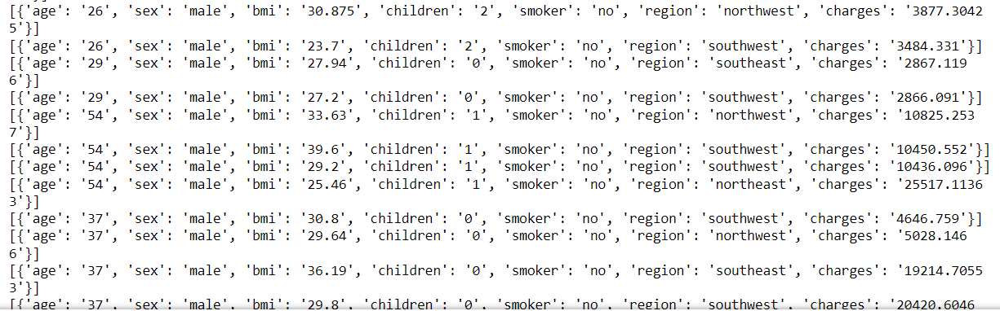 [{'age': '26', 'sex': 'male', 'bmi': '30.875', 'children': '2', 'smoker': 'no', 'region': 'northwest', 'charges': '3877.3042
5'}]
[{'age': '26', 'sex': 'male', 'bmi': '23.7', 'children': '2', 'smoker': 'no', 'region': 'southwest', 'charges': '3484.331'}]
[{'age': '29', 'sex': 'male', 'bmi': '27.94', 'children': '0', 'smoker': 'no', 'region': 'southeast', 'charges': '2867.119
6'}]
[{'age': '29', 'sex': 'male', 'bmi': '27.2', 'children': '0', 'smoker': 'no', 'region': 'southwest', 'charges': '2866.091'}]
[{'age': '54', 'sex': 'male', 'bmi': '33.63', 'children': '1', 'smoker': 'no', 'region': 'northwest', 'charges': '10825.253
7'}]
[{'age': '54', 'sex': 'male', 'bmi': '39.6', 'children': '1', 'smoker': 'no', 'region': 'southwest', 'charges': '10450.552'}]
[{'age': '54', 'sex': 'male', 'bmi': '29.2', 'children': '1', 'smoker': 'no', 'region': 'southwest', 'charges': '10436.096'}]
[{'age': '54', 'sex': 'male', 'bmi': '25.46', 'children': '1', 'smoker': 'no', 'region': 'northeast', 'charges': '25517.1136
3'}]
[{'age': '37', 'sex': 'male', 'bmi': '30.8', 'children': '0', 'smoker': 'no', 'region': 'southwest', 'charges': '4646.759'}]
[{'age': '37', 'sex': 'male', 'bmi': '29.64', 'children': '0', 'smoker': 'no', 'region': 'northwest', 'charges': '5028.146
6'}]
[{'age': '37', 'sex': 'male', 'bmi': '36.19', 'children': '0', 'smoker': 'no', 'region': 'southeast', 'charges': '19214.7055
3'}]
[{'age': '37', 'sex': 'male', 'bmi': '29.8', 'children': '0', 'smoker': 'no', 'region': 'southwest', 'charges': '20420.6046